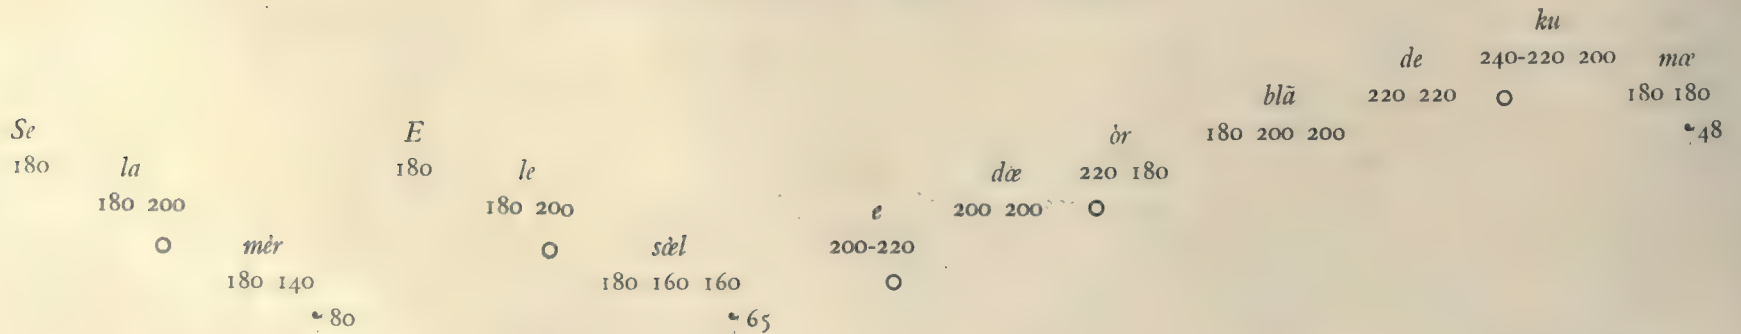 ku
de 240-220 200 mœ
blã 220 220 o 180 180
Se E òr 180 200 200 48
180 la 180 le dœ̀ 220 180
180 200 180 200 e 200 200 o
o mèr o sœ̀l 200-220
180 140 180 160 160 o
80 65